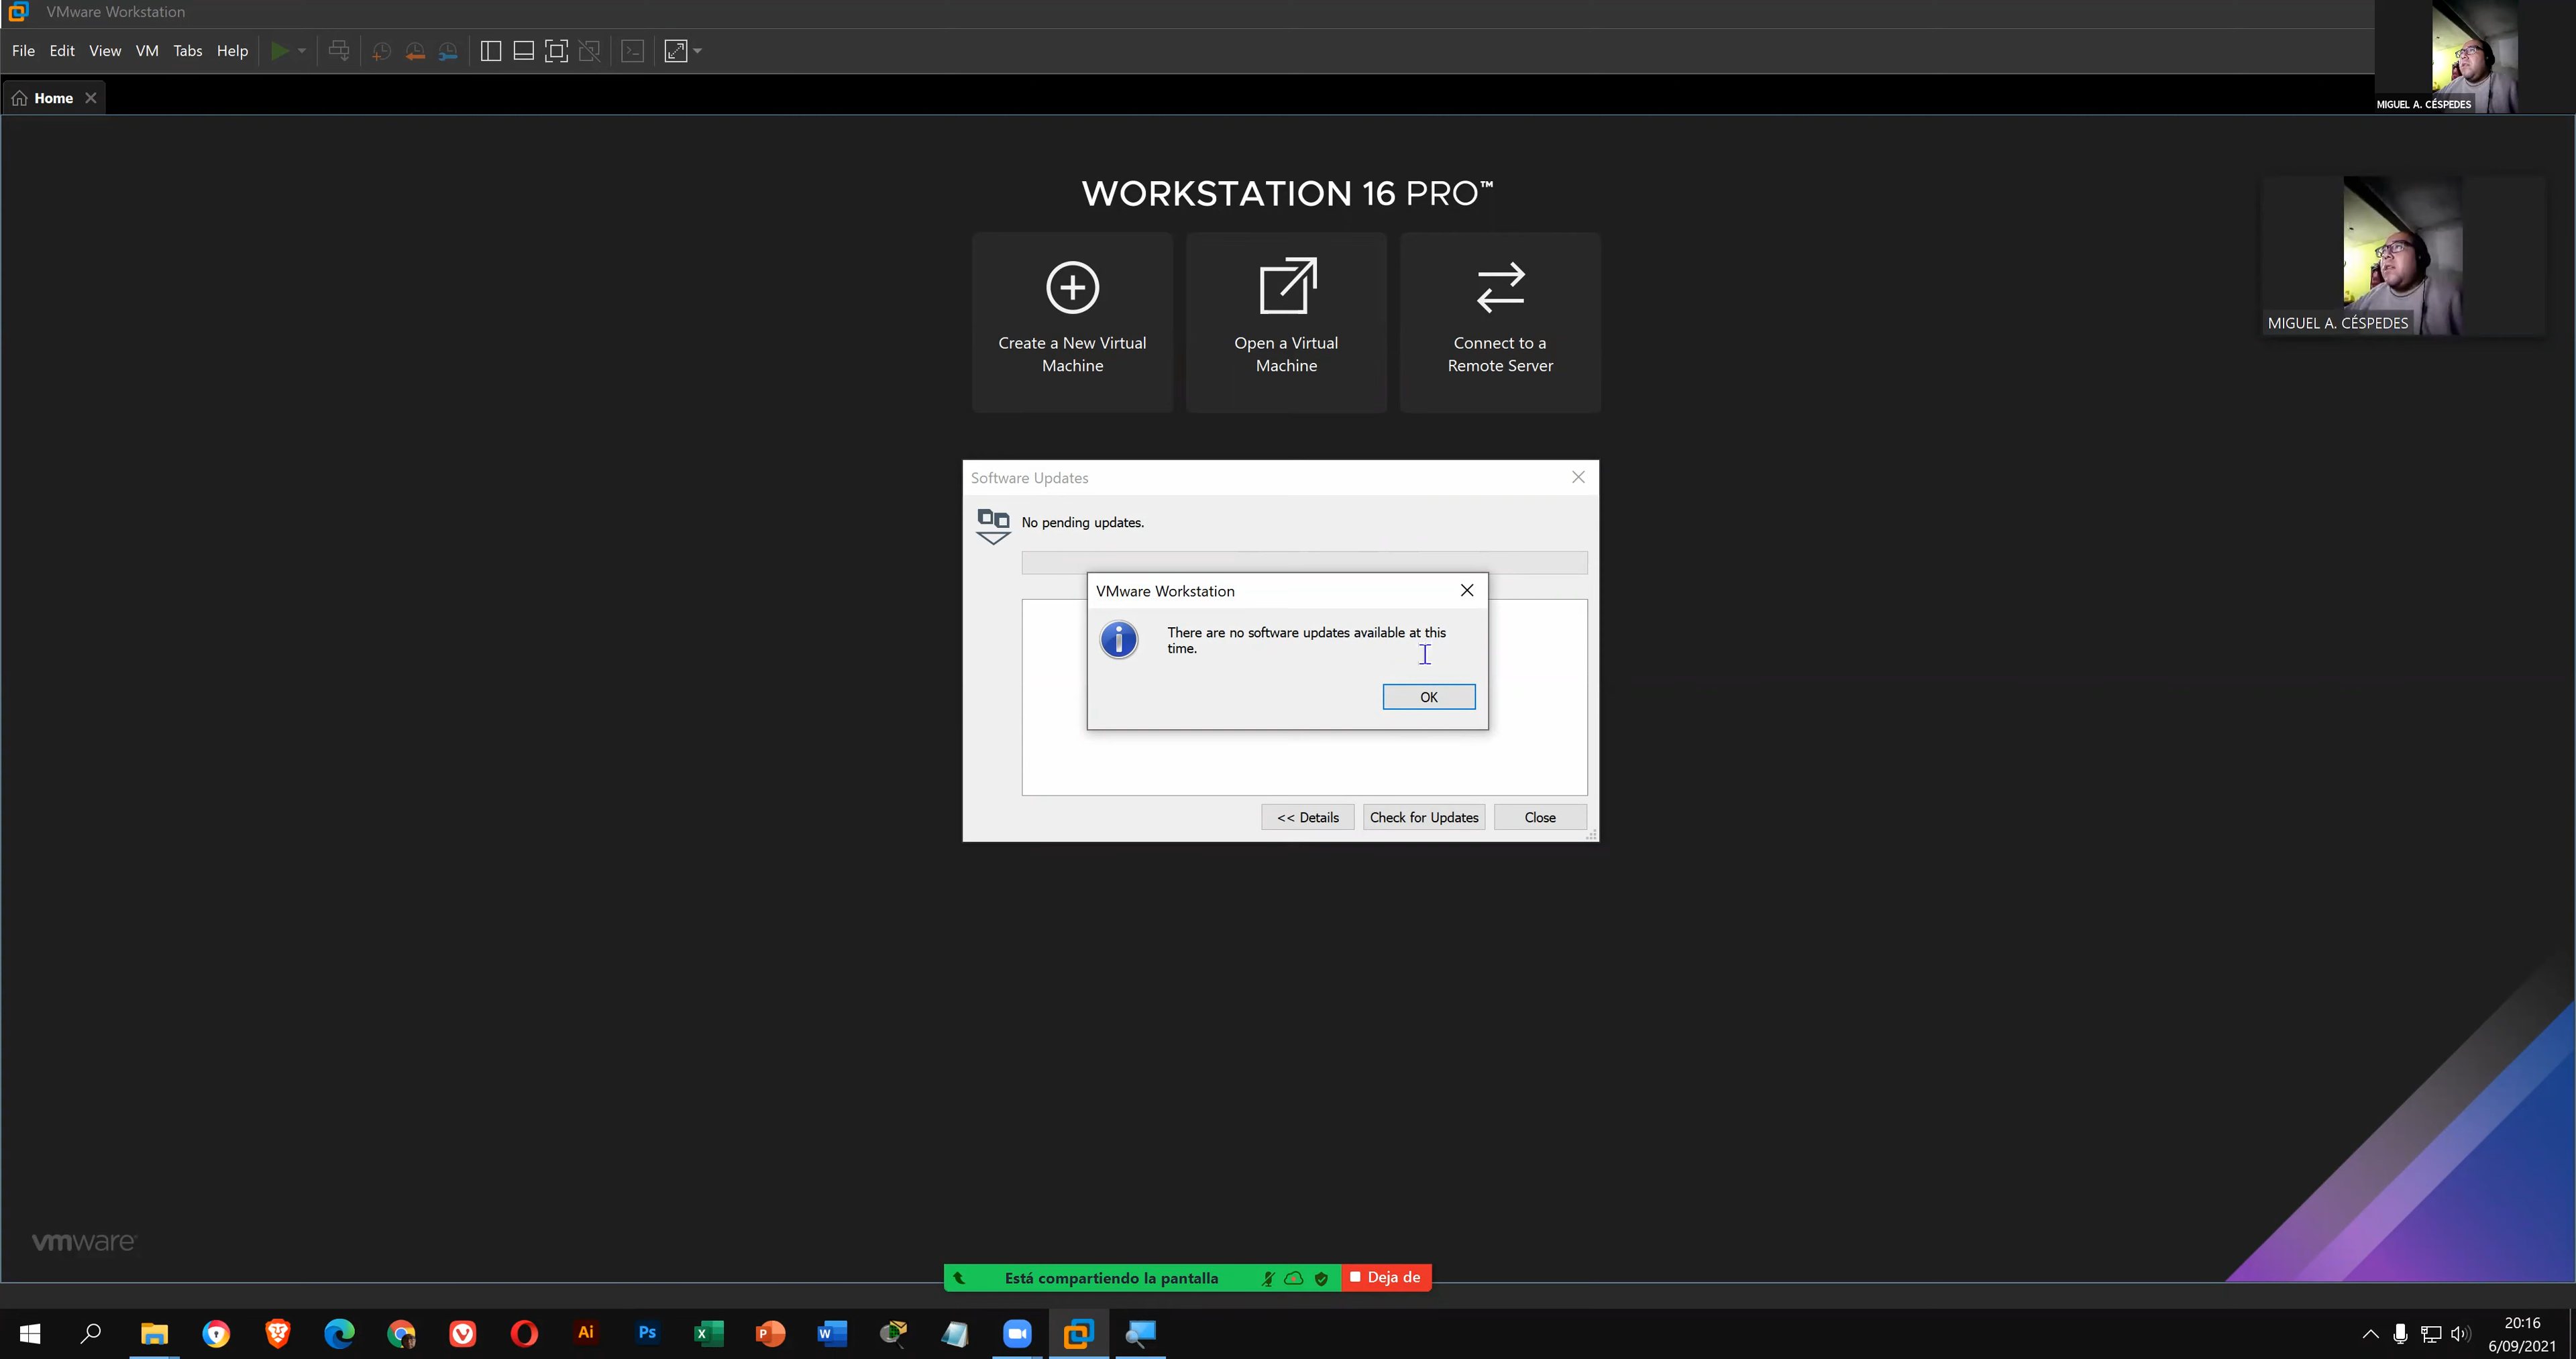 VMware Workstation
File Edit View VM Tabs Help
Home
MIGUEL A. CÉSPEDES
WORKSTATION 16 PRO™
Create a New Virtual
Machine
Open a Virtual
Machine
Connect to a
Remote Server
MIGUEL A. CÉSPEDES
Software Updates
No pending updates.
VMware Workstation
There are no software updates available at this
time.
OK
<< Details Check for Updates Close
vmware
Está compartiendo la pantalla Deja de
Ai Ps X P W
20:16
6/09/2021